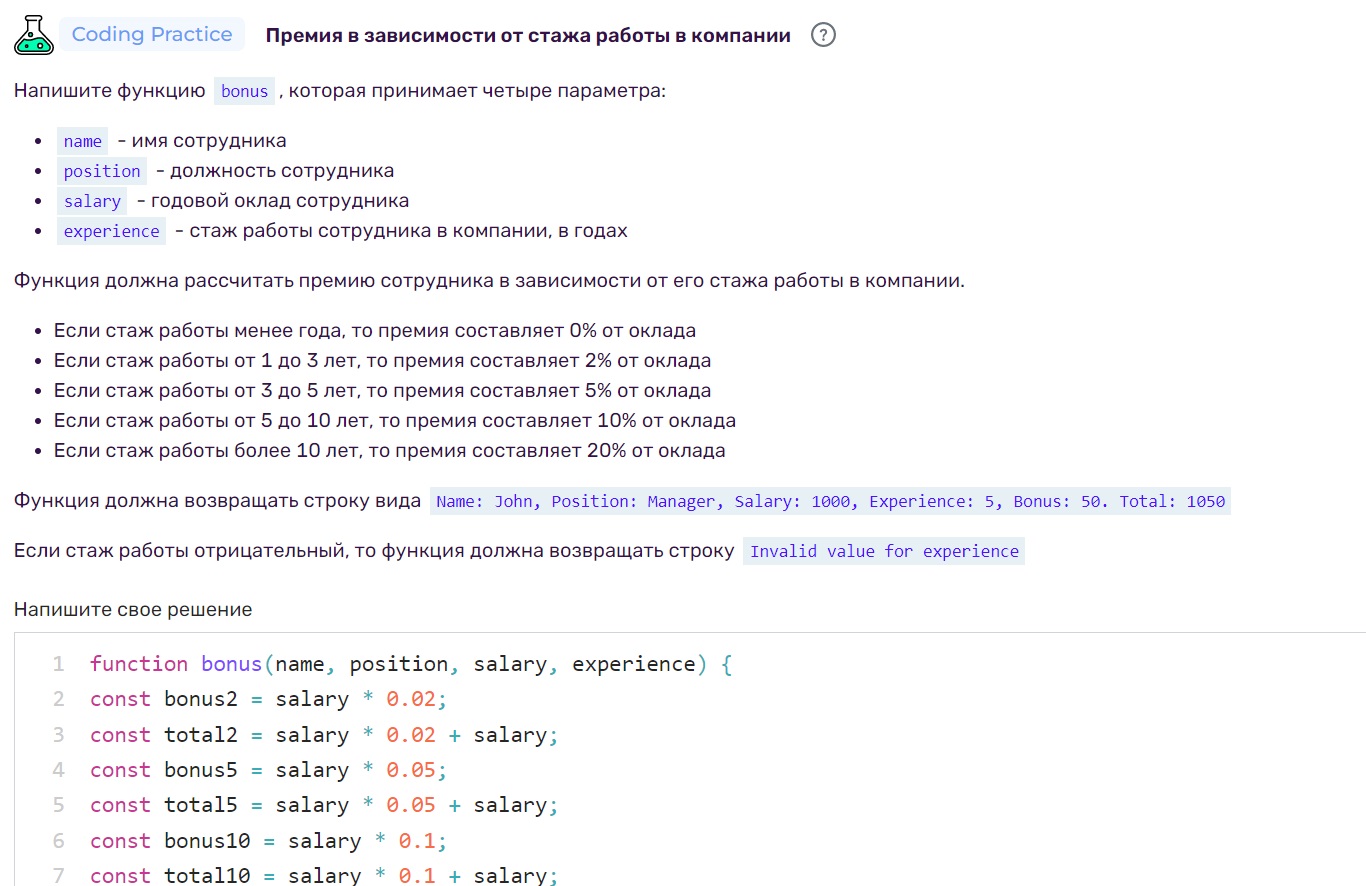 Coding Practice Премия в зависимости от стажа работы в компании ?
Напишите функцию bonus , которая принимает четыре параметра:
• name - имя сотрудника
• position - должность сотрудника
• salary - годовой оклад сотрудника
• experience - стаж работы сотрудника в компании, в годах
Функция должна рассчитать премию сотрудника в зависимости от его стажа работы в компании.
• Если стаж работы менее года, то премия составляет 0% от оклада
• Если стаж работы от 1 до 3 лет, то премия составляет 2% от оклада
• Если стаж работы от 3 до 5 лет, то премия составляет 5% от оклада
• Если стаж работы от 5 до 10 лет, то премия составляет 10% от оклада
• Если стаж работы более 10 лет, то премия составляет 20% от оклада
Функция должна возвращать строку вида Name: John, Position: Manager, Salary: 1000, Experience: 5, Bonus: 50. Total: 1050
Если стаж работы отрицательный, то функция должна возвращать строку Invalid value for experience
Напишите свое решение
1 function bonus(name, position, salary, experience) {
2 const bonus2 = salary * 0.02;
3 const total2 = salary * 0.02 + salary;
4 const bonus5 = salary * 0.05;
5 const total5 = salary * 0.05 + salary;
6 const bonus10 = salary * 0.1;
7 const total10 = salary * 0.1 + salary;